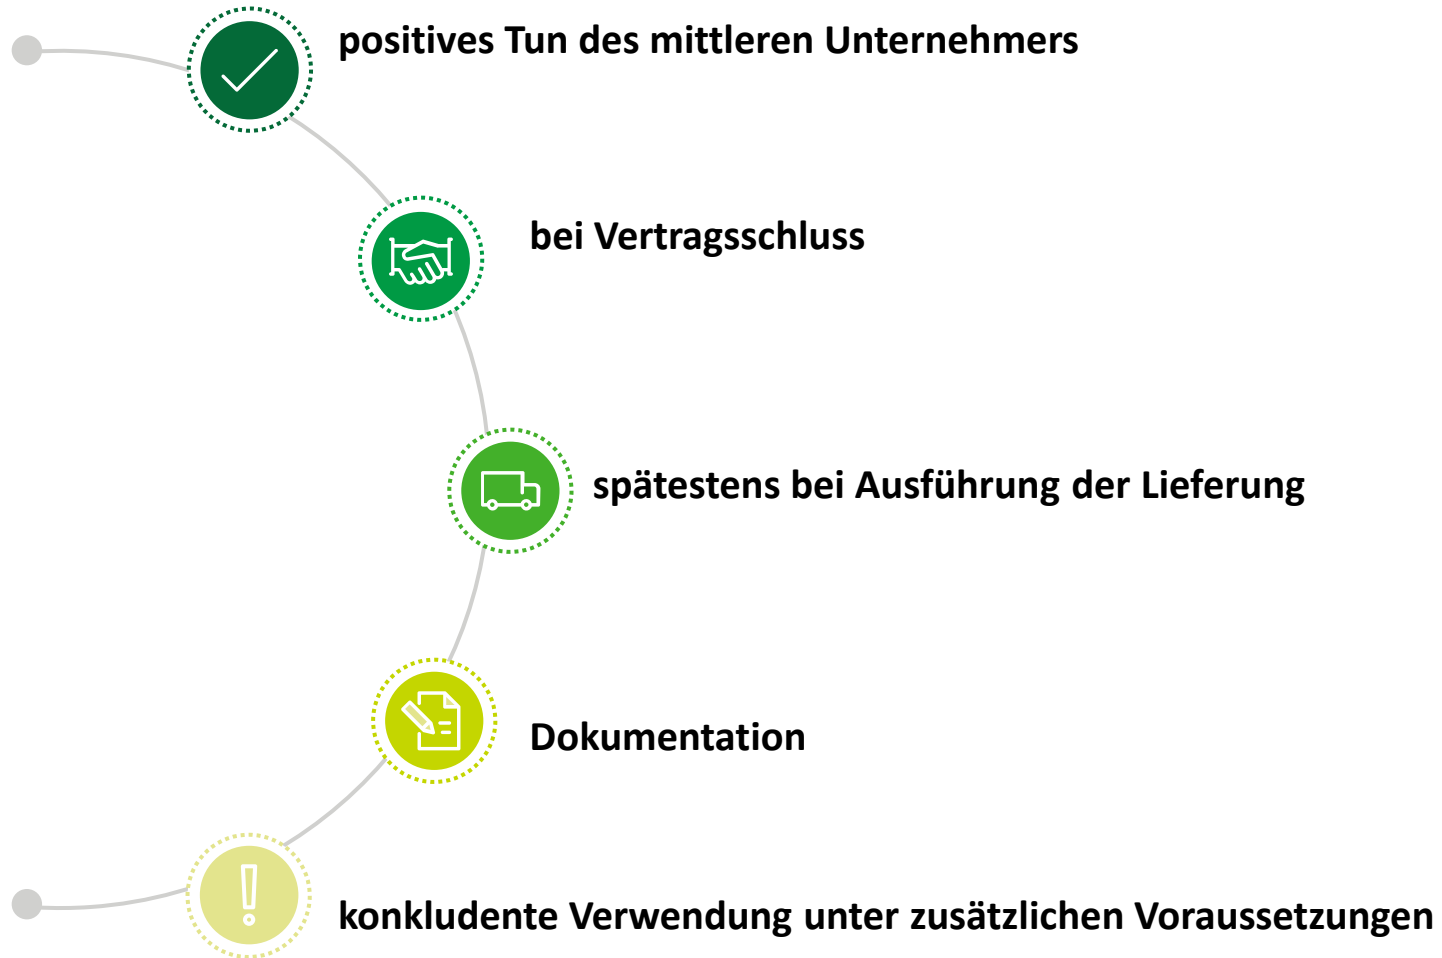 positives Tun des mittleren Unternehmers
bei Vertragsschluss
spätestens bei Ausführung der Lieferung
Dokumentation
konkludente Verwendung unter zusätzlichen Voraussetzungen